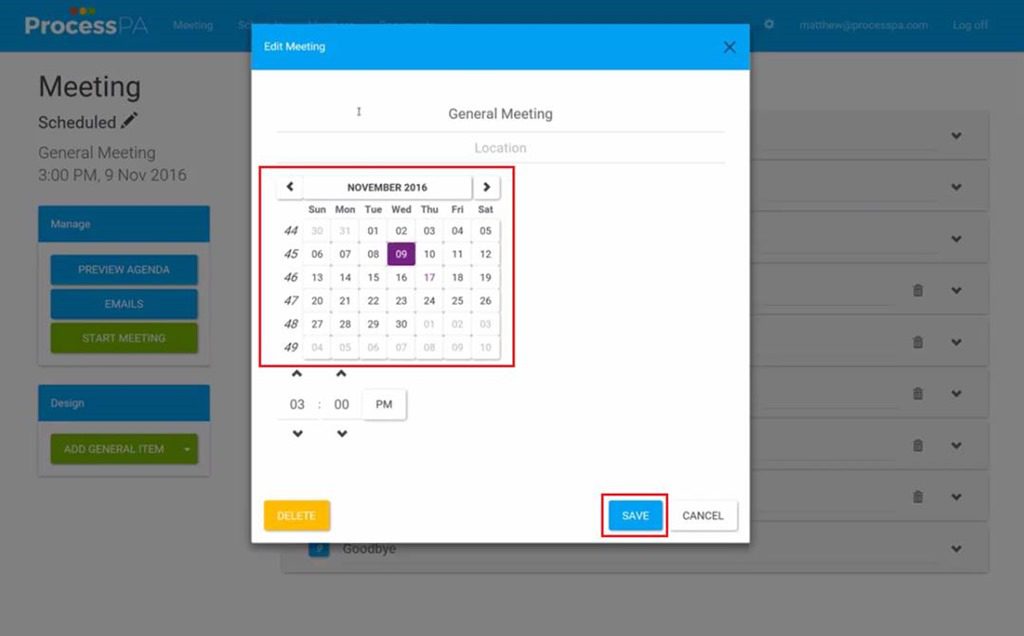 ProcessPA
Meeting
matthew@processpa.com
Log off
Edit Meeting
Meeting
Scheduled
General Meeting
3:00 PM, 9 Nov 2016
Manage
PREVIEW AGENDA
EMAILS
START MEETING
Design
ADD GENERAL ITEM
General Meeting
Location
NOVEMBER 2016
Sun Mon Tue Wed Thu Fri Sat
44 30 31 01 02 03 04 05
45 06 07 08 09 10 11 12
46 13 14 15 16 17 18 19
47 20 21 22 23 24 25 26
48 27 28 29 30 01 02 03
49 04 05 06 07 08 09 10
03 : 00 PM
DELETE
SAVE
CANCEL
9 Goodbye